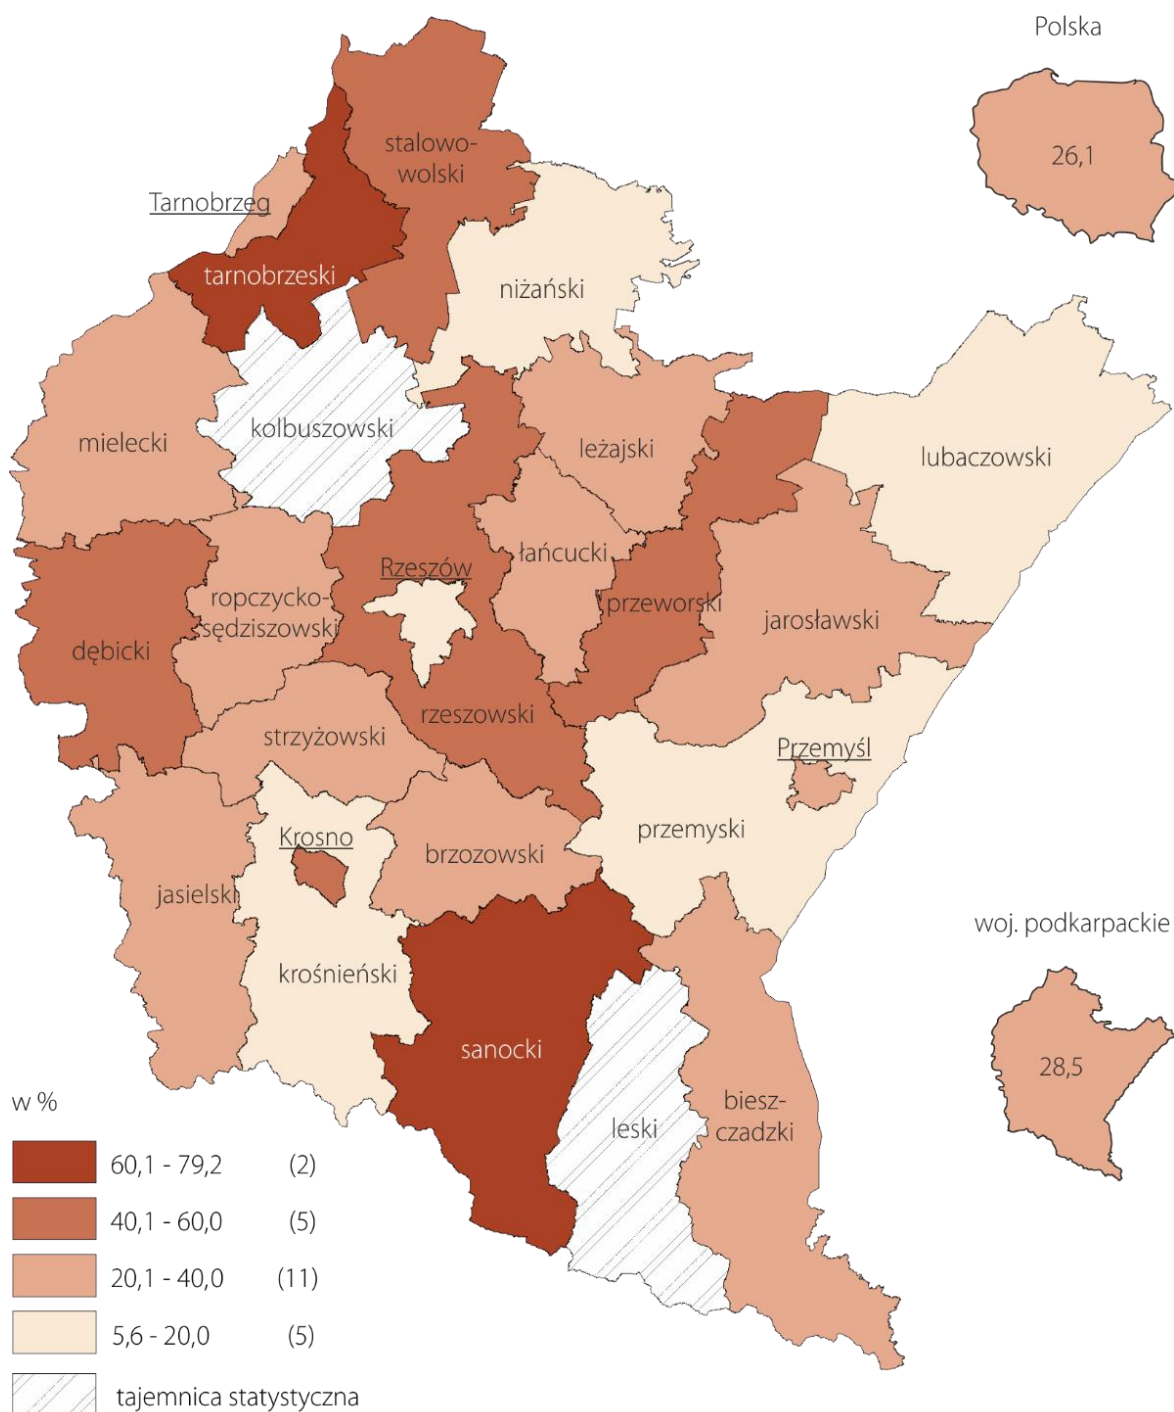 Polska
26,1
stalowo-
wolski
Tarnobrzeg
tarnobrzeski
niżański
kolbuszowski
mielecki
leżajski
lubaczowski
łańcucki
Rzeszów
ropczycko-
sędziszowski
przeworski
jarosławski
dębicki
rzeszowski
strzyżowski
Przemyśl
przemyski
Krosno
brzozowski
jasielski
krośnieński
sanocki
leski
biesz-
czadzki
woj. podkarpackie
28,5
w %
60,1 - 79,2 (2)
40,1 - 60,0 (5)
20,1 - 40,0 (11)
5,6 - 20,0 (5)
tajemnica statystyczna